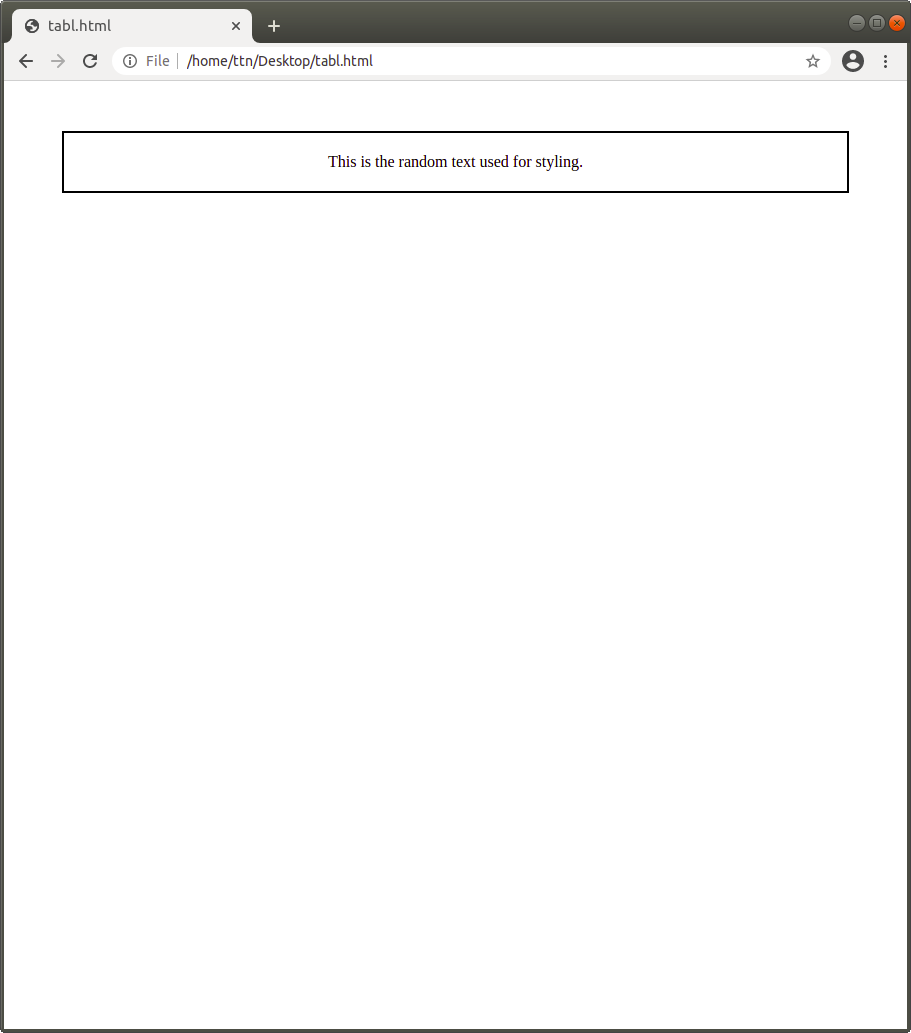 tabl.html
File /home/ttn/Desktop/tabl.html
This is the random text used for styling.